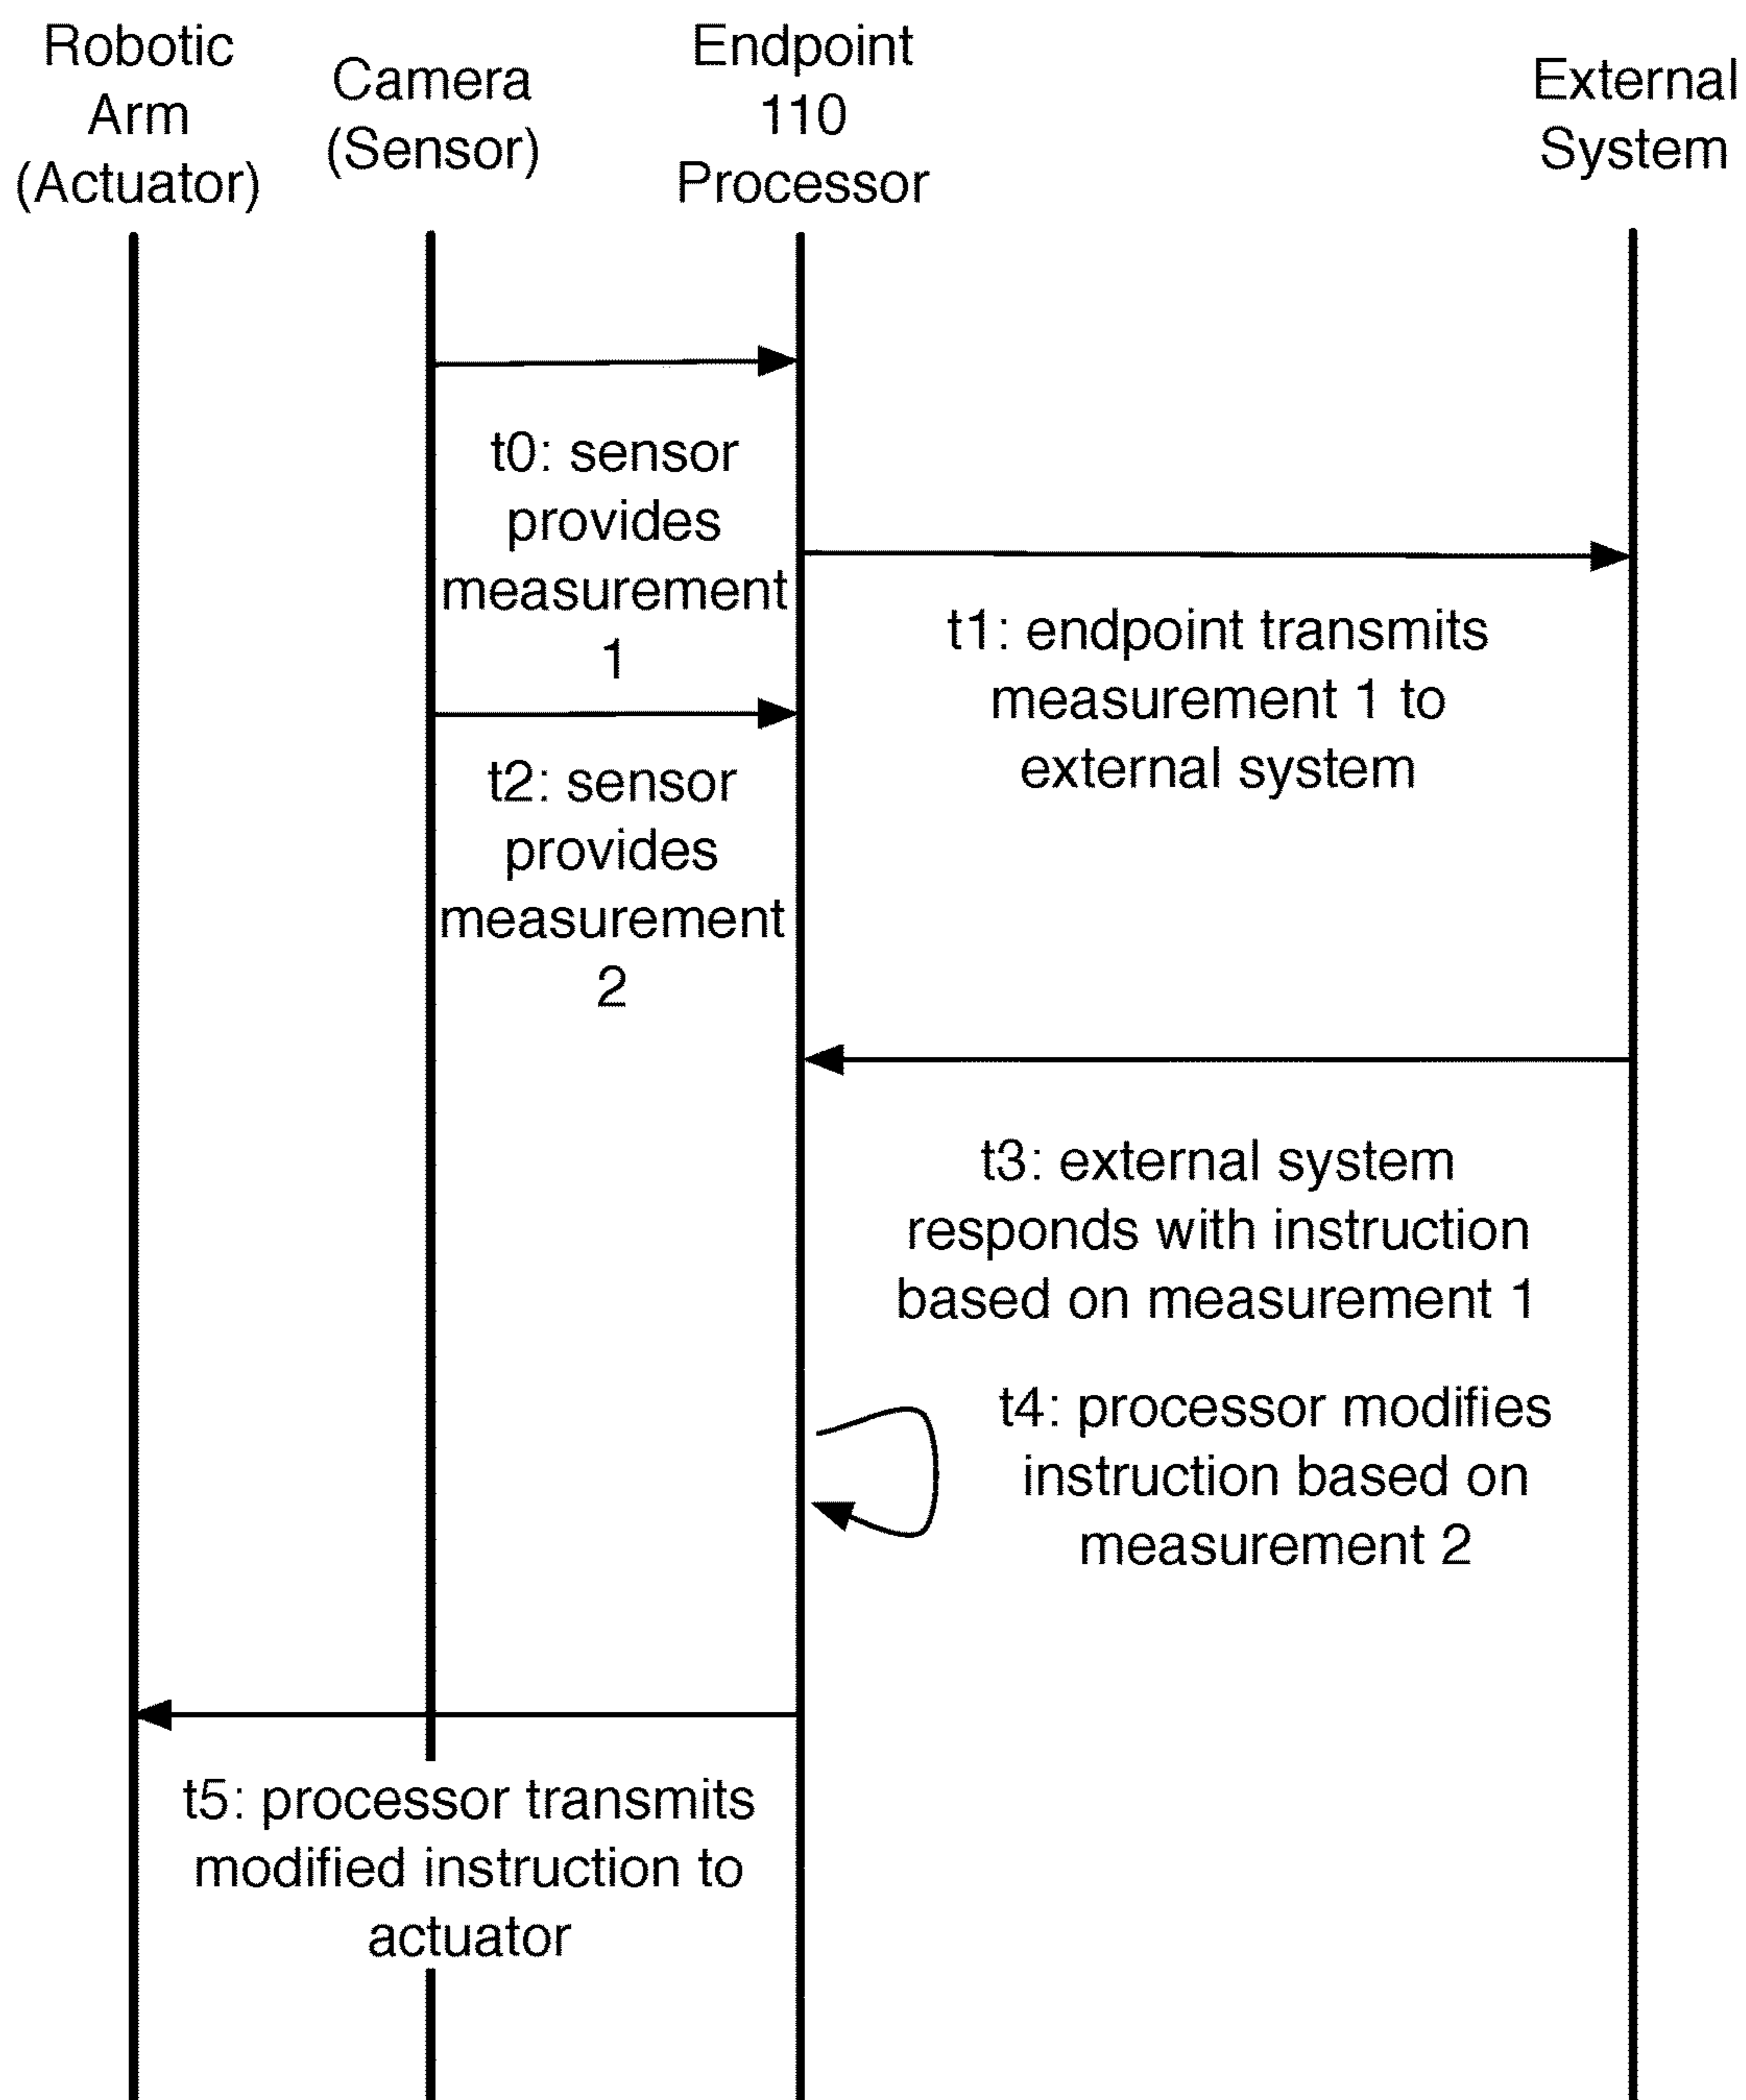 Robotic
Arm
(Actuator)
Camera
(Sensor)
Endpoint
110
Processor
External
System
t0: sensor
provides
measurement
1
t1: endpoint transmits
measurement 1 to
external system
t2: sensor
provides
measurement
2
t3: external system
responds with instruction
based on measurement 1
t4: processor modifies
instruction based on
measurement 2
t5: processor transmits
modified instruction to
actuator